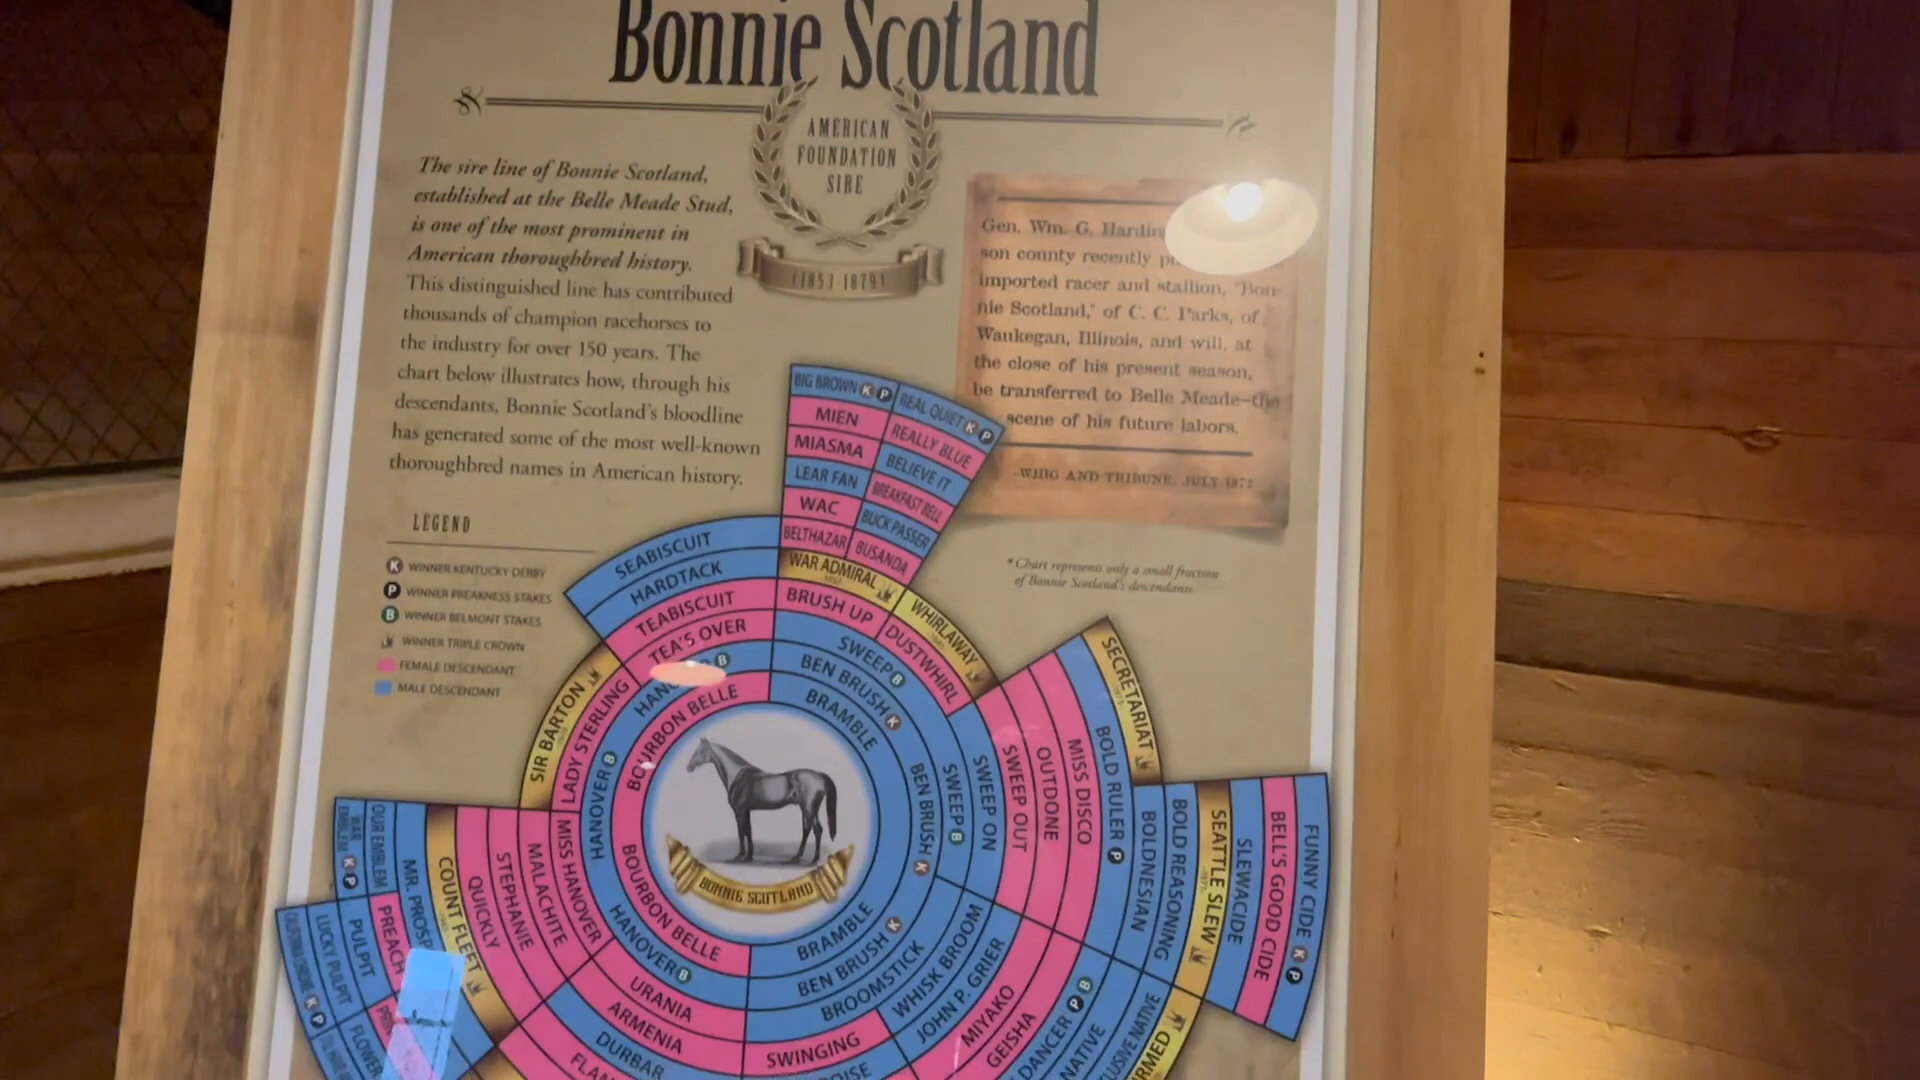 Bonnie Scotland
AMERICAN
FOUNDATION
SIRE
(1853-1879)
The sire line of Bonnie Scotland,
established at the Belle Meade Stud,
is one of the most prominent in
American thoroughbred history.
This distinguished line has contributed
thousands of champion racehorses to
the industry for over 150 years. The
chart below illustrates how, through his
descendants, Bonnie Scotland's bloodline
has generated some of the most well-known
thoroughbred names in American history.
Gen. Wm. G. Hardin
son county recently
imported racer and stallion, "Bon-
nie Scotland," of C. C. Parks, of
Waukegan, Illinois, and will, at
the close of his present season,
be transferred to Belle Meade—the
scene of his future labors.
-WHIG AND TRIBUNE, JULY 1872
* Chart represents only a small fraction
of Bonnie Scotland's descendants
LEGEND
K WINNER KENTUCKY DERBY
P WINNER PREAKNESS STAKES
B WINNER BELMONT STAKES
WINNER TRIPLE CROWN
FEMALE DESCENDANT
MALE DESCENDANT
BIG BROWN K P
MIEN
MIASMA
LEAR FAN
WAC
BELTHAZAR
WAR ADMIRAL
BRUSH UP
REAL QUIET K P
REALLY BLUE
BELIEVE IT
BREAKFAST BELL
BUCK PASSER
BUSANDA
WHIRLAWAY
DUSTWHIRL
SWEEP B
BEN BRUSH K
BRAMBLE
SEABISCUIT
HARDTACK
TEABISCUIT
TEA'S OVER
HAN B
BOURBON BELLE
SIR BARTON
LADY STERLING
HANOVER B
SECRETARIAT
BOLD RULER P
MISS DISCO
OUTDONE
SWEEP OUT
SWEEP ON
SWEEP B
BEN BRUSH K
FUNNY CIDE K P
BELL'S GOOD CIDE
SLEWACIDE
SEATTLE SLEW
BOLD REASONING
BOLDNESIAN
BONNIE SCOTLAND
WAR
EMBLEM K P
OUR EMBLEM
MR. PROSP
COUNT FLEET
QUICKLY
STEPHANIE
MALACHITE
MISS HANOVER
BOURBON BELLE
HANOVER B
URANIA
ARMENIA
DURBAR
CALIFORNIA CHROME K P
LUCKY PULPIT
PULPIT
PREACH
FLOWER
BRAMBLE
BEN BRUSH K
BROOMSTICK
WHISK BROOM
JOHN P. GRIER
MIYAKO
GEISHA
DANCER P B
NATIVE
LUSIVE NATIVE
RMED
SWINGING